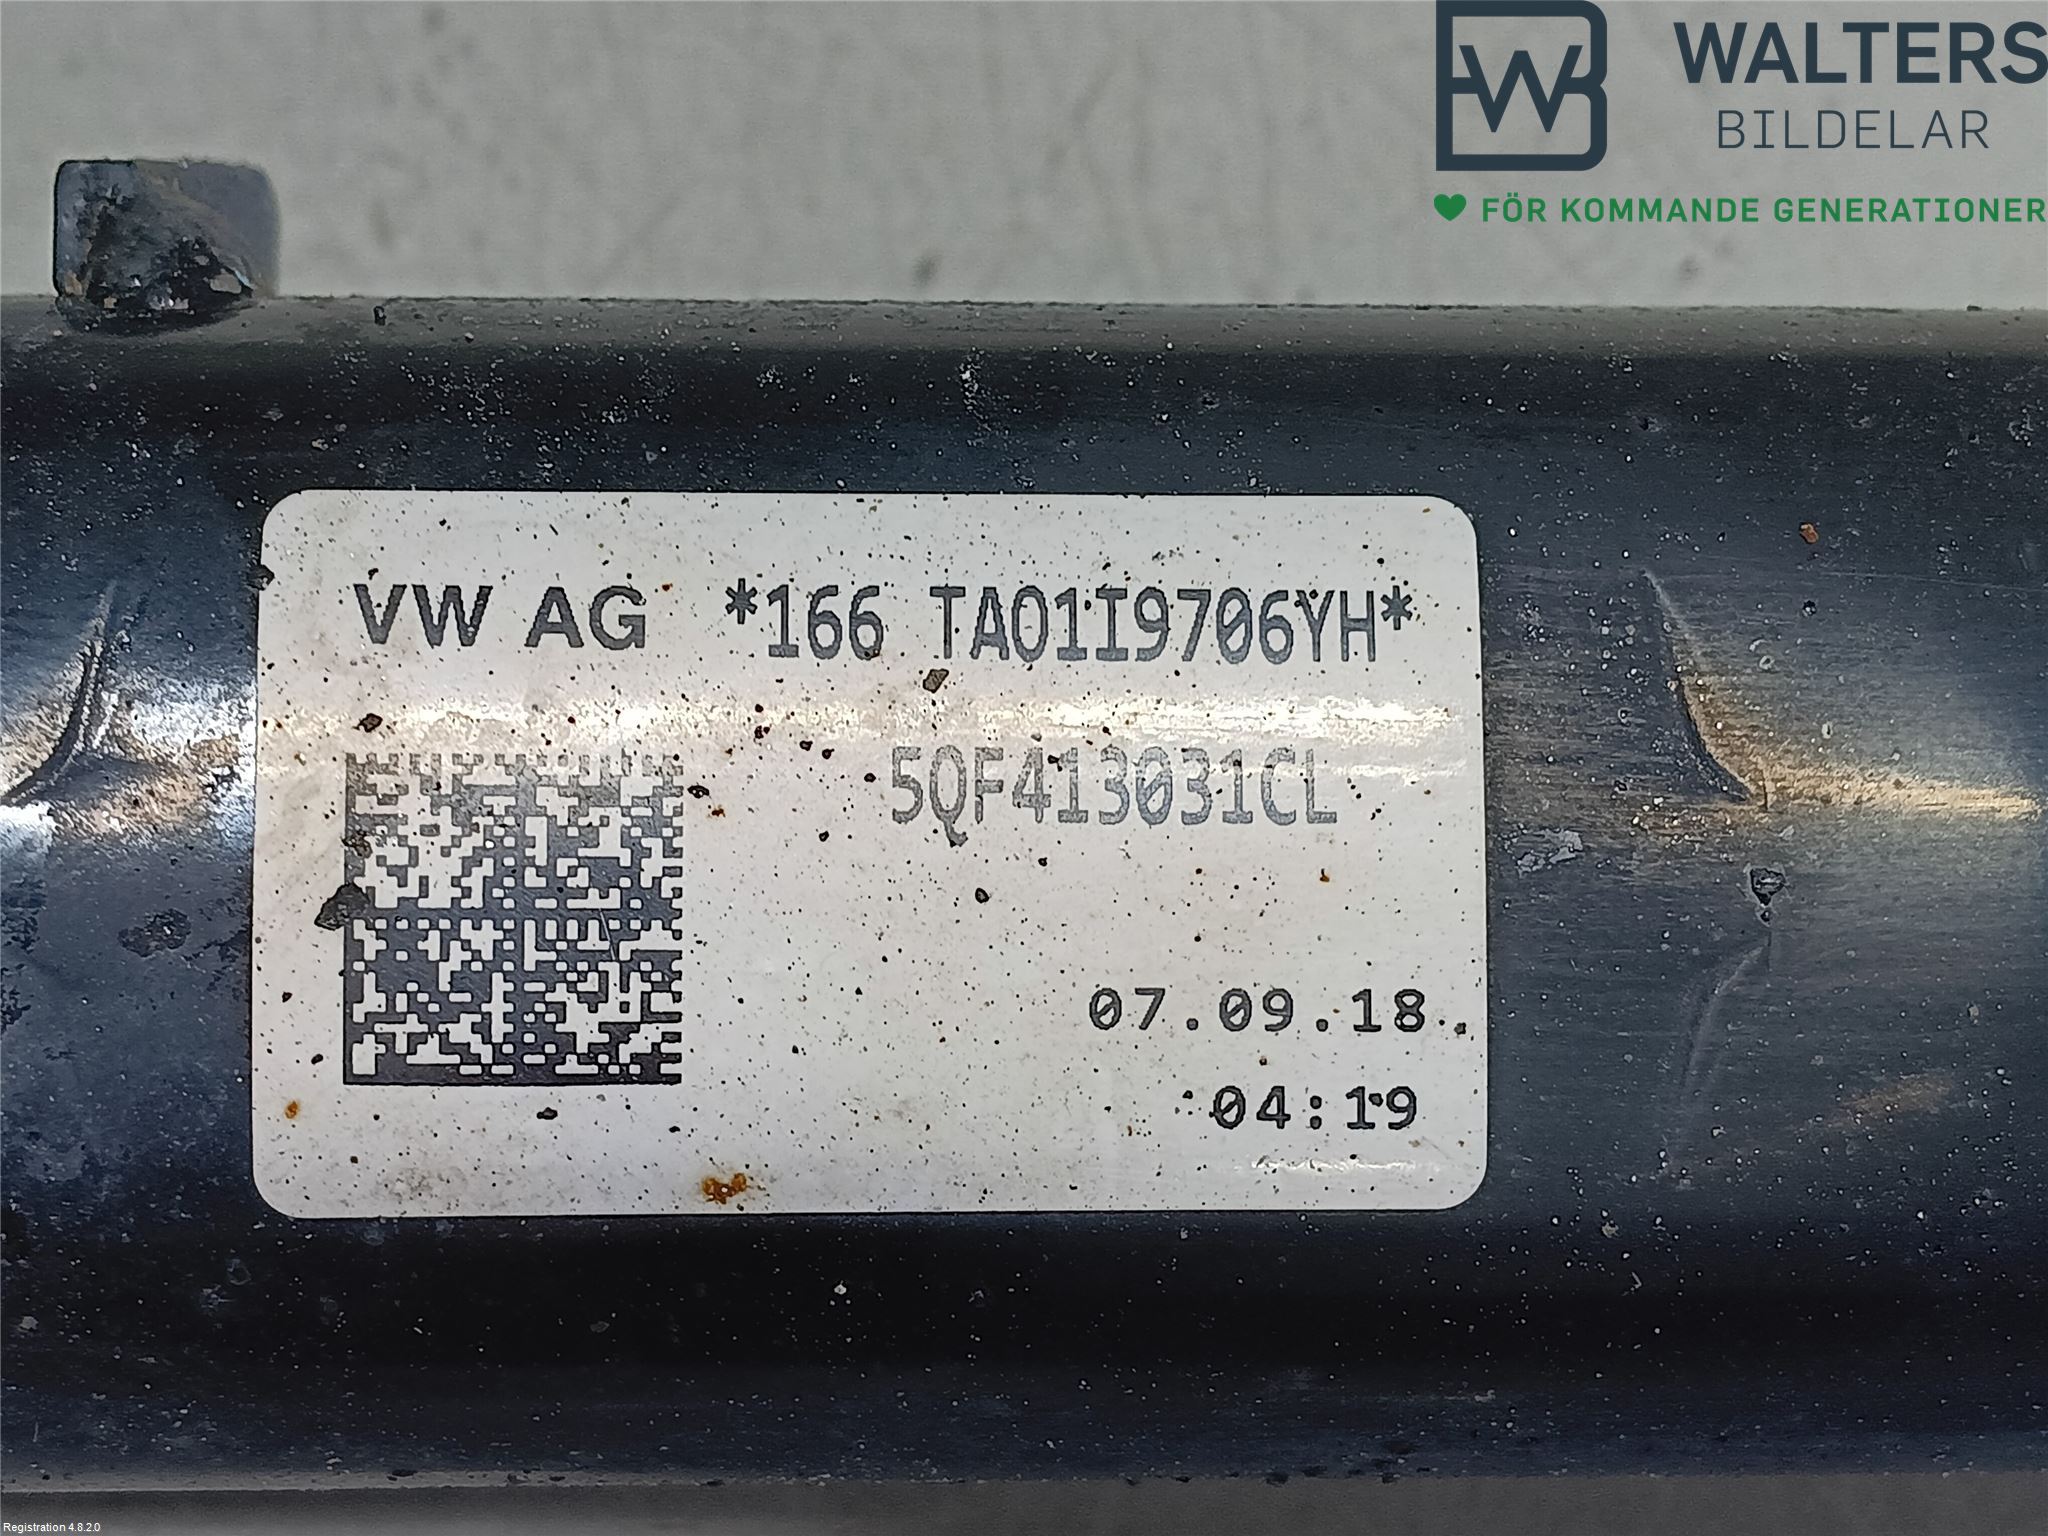 WALTERS
BILDELAR
FÖR KOMMANDE GENERATIONER
VW AG *166 TAO1I9706YH*
5QF413031CL
07.09.18
04:19
Registration 4.8.2.0